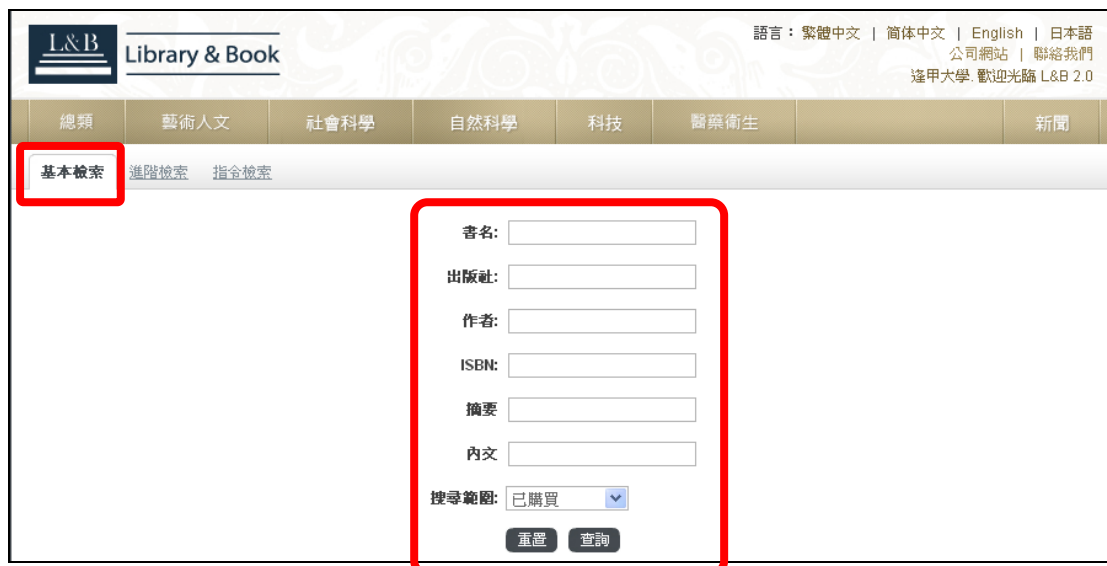 L&B
Library & Book
語言：繁體中文 | 简体中文 | English | 日本語
公司網站 | 聯絡我們
逢甲大學. 歡迎光臨 L&B 2.0
總類 藝術人文 社會科學 自然科學 科技 醫藥衛生 新聞
基本檢索 進階檢索 指令檢索
書名:
出版社:
作者:
ISBN:
摘要
內文
搜尋範圍: 已購買
重置 查詢